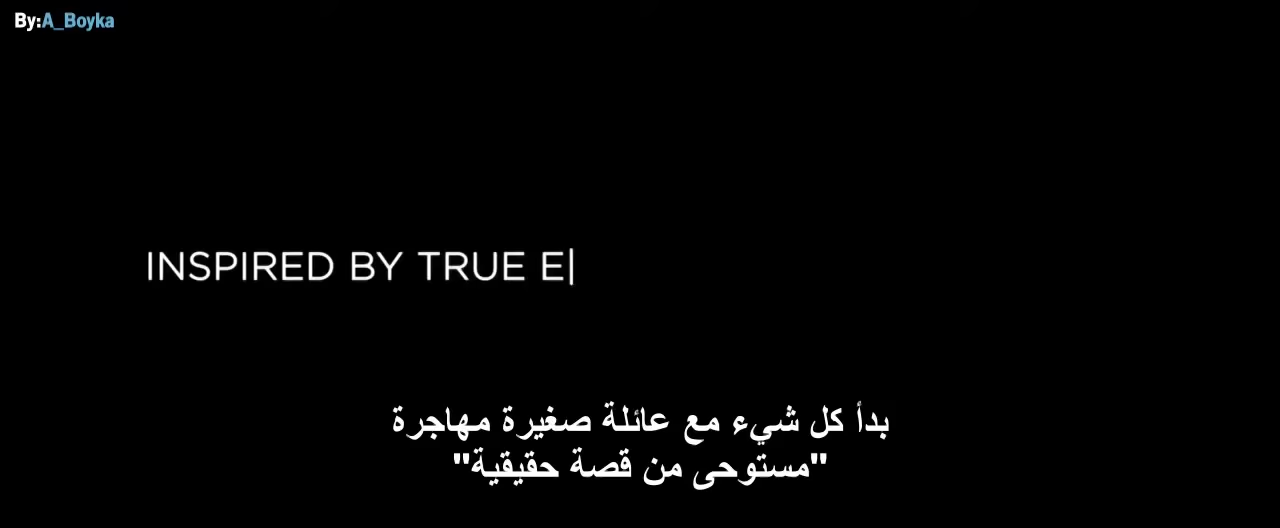 By:A_Boyka
INSPIRED BY TRUE E|
بدأ كل شيء مع عائلة صغيرة مهاجرة
"مستوحى من قصة حقيقية"